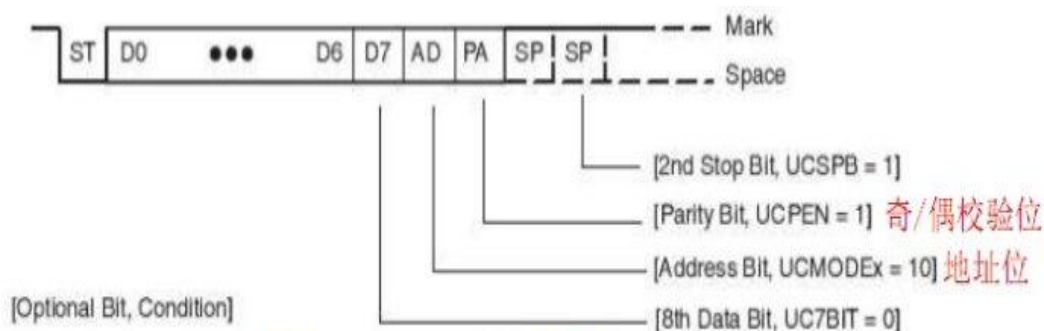 ST D0 ●●● D6 D7 AD PA SP SP Mark
Space
[2nd Stop Bit, UCSPB = 1]
[Parity Bit, UCPEN = 1] 奇/偶校验位
[Address Bit, UCMODEx = 10] 地址位
[Optional Bit, Condition]
[8th Data Bit, UC7BIT = 0]